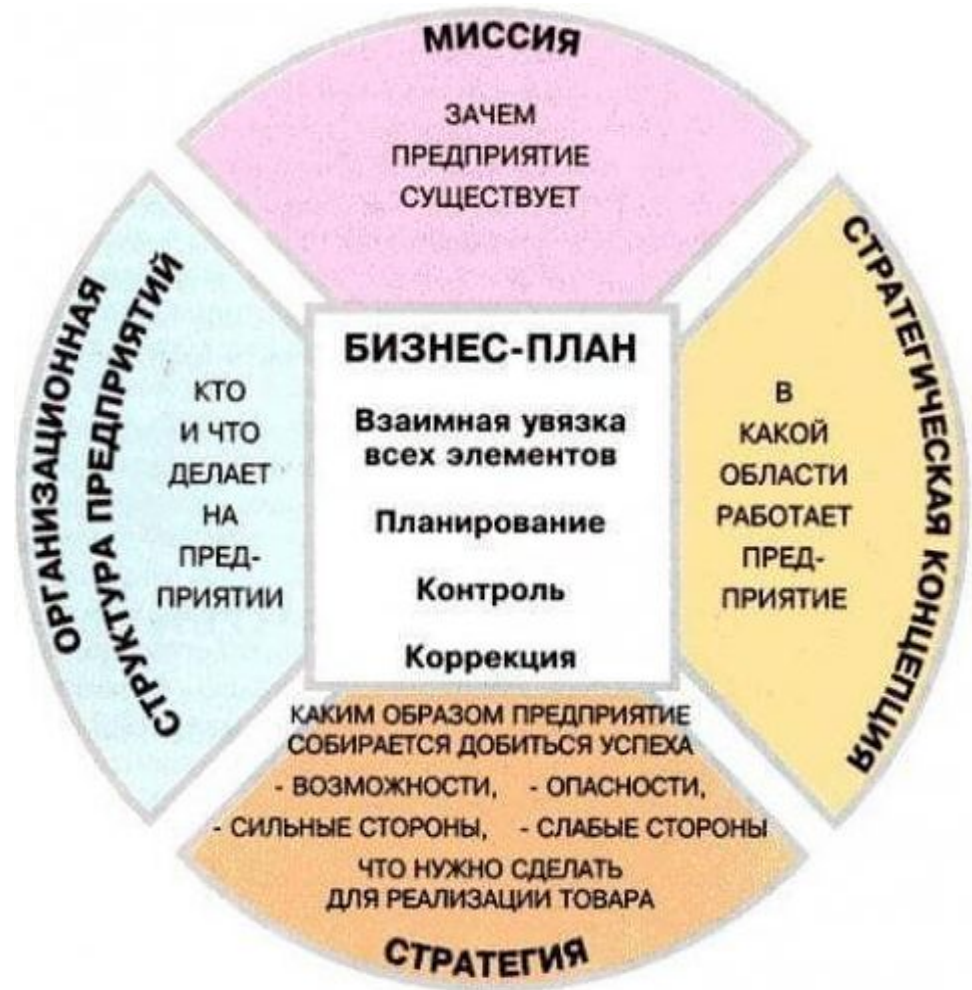 МИССИЯ
ЗАЧЕМ
ПРЕДПРИЯТИЕ
СУЩЕСТВУЕТ
ОРГАНИЗАЦИОННАЯ
СТРУКТУРА ПРЕДПРИЯТИЙ
КТО
И ЧТО
ДЕЛАЕТ
НА
ПРЕД-
ПРИЯТИИ
БИЗНЕС-ПЛАН
Взаимная увязка
всех элементов
Планирование
Контроль
Коррекция
СТРАТЕГИЧЕСКАЯ КОНЦЕПЦИЯ
В
КАКОЙ
ОБЛАСТИ
РАБОТАЕТ
ПРЕД-
ПРИЯТИЕ
КАКИМ ОБРАЗОМ ПРЕДПРИЯТИЕ
СОБИРАЕТСЯ ДОБИТЬСЯ УСПЕХА
- ВОЗМОЖНОСТИ, - ОПАСНОСТИ,
- СИЛЬНЫЕ СТОРОНЫ, - СЛАБЫЕ СТОРОНЫ
ЧТО НУЖНО СДЕЛАТЬ
ДЛЯ РЕАЛИЗАЦИИ ТОВАРА
СТРАТЕГИЯ